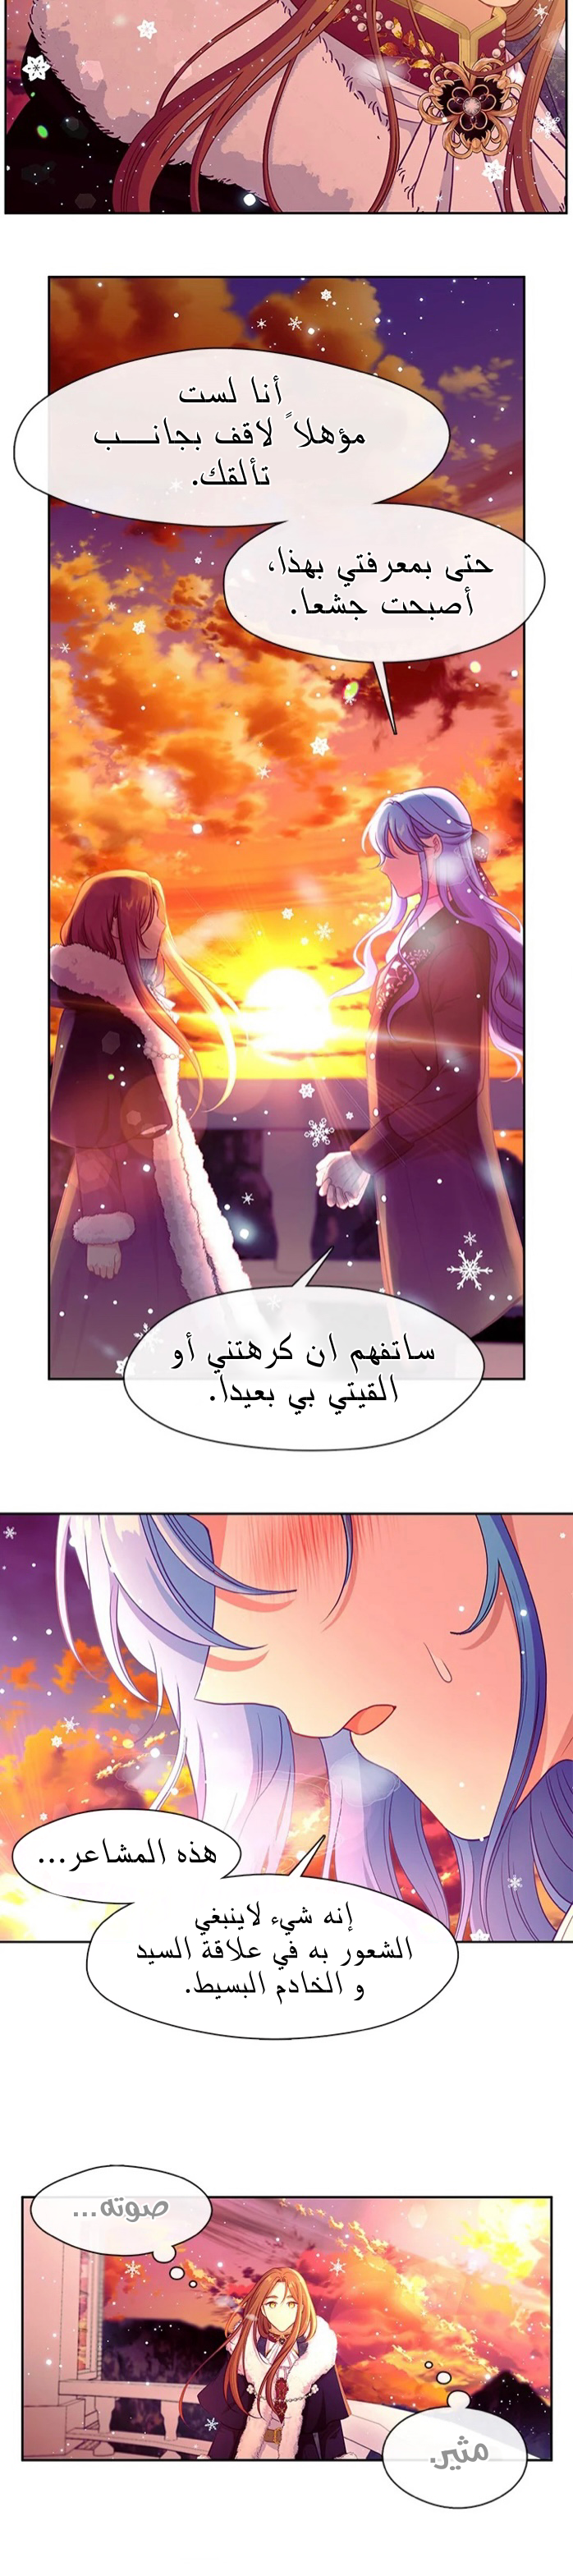 أنا لست
مؤهلاً لاقف بجانب
تألقك.
حتى بمعرفتي بهذا،
أصبحت جشعا.
ساتفهم ان كرهتني أو
القيتي بي بعيدا.
هذه المشاعر...
إنه شيء لاينبغي
الشعور به في علاقة السيد
و الخادم البسيط.
صوته...
مثير.